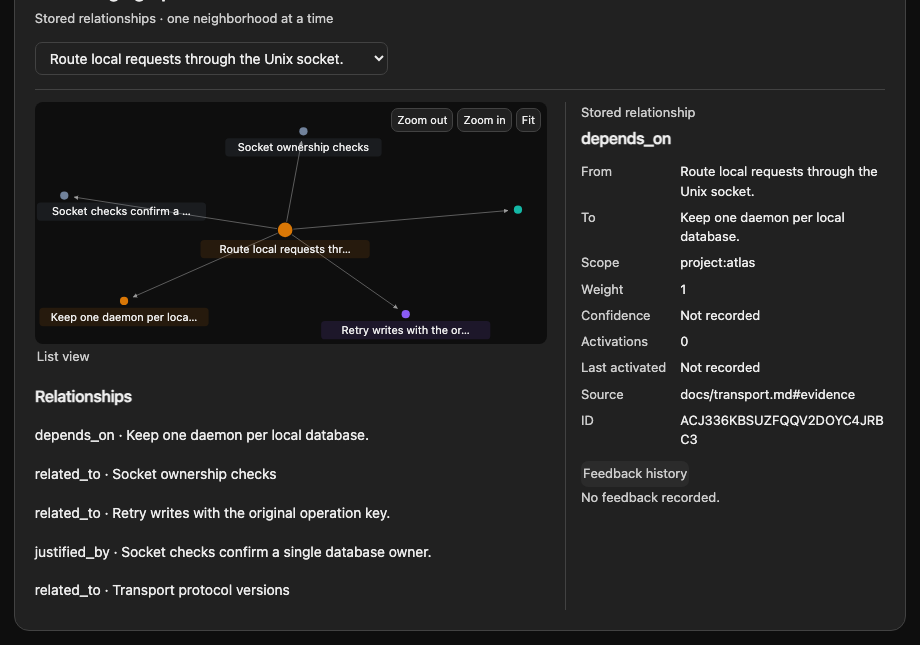 Stored relationships · one neighborhood at a time
Route local requests through the Unix socket.
Zoom out
Zoom in
Fit
Socket ownership checks
Socket checks confirm a ...
Route local requests thr...
Keep one daemon per loca...
Retry writes with the or...
List view
Relationships
depends_on · Keep one daemon per local database.
related_to · Socket ownership checks
related_to · Retry writes with the original operation key.
justified_by · Socket checks confirm a single database owner.
related_to · Transport protocol versions
Stored relationship
depends_on
From
Route local requests through the
Unix socket.
To
Keep one daemon per local
database.
Scope
project:atlas
Weight
1
Confidence
Not recorded
Activations
0
Last activated
Not recorded
Source
docs/transport.md#evidence
ID
ACJ336KBSUZFQQV2DOYC4JRB
C3
Feedback history
No feedback recorded.